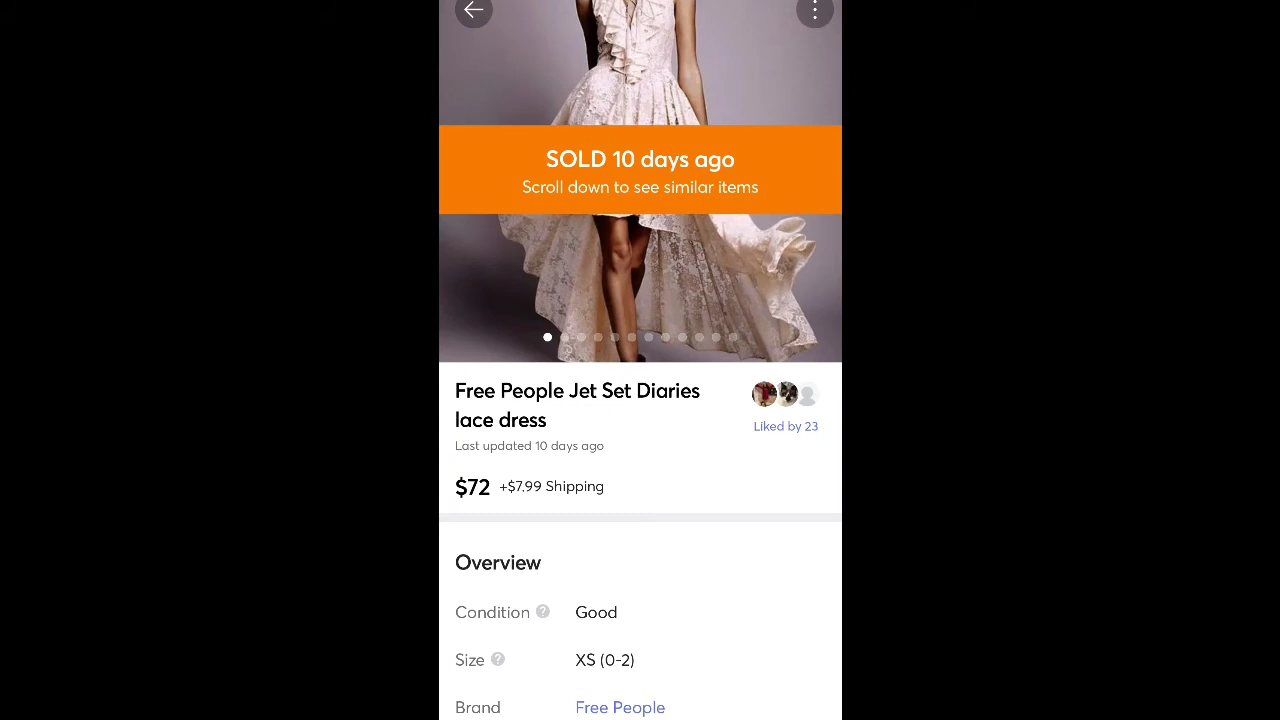 SOLD 10 days ago
Scroll down to see similar items
Free People Jet Set Diaries
lace dress
Liked by 23
Last updated 10 days ago
$72 +$7.99 Shipping
Overview
Condition ? Good
Size ? XS (0-2)
Brand Free People